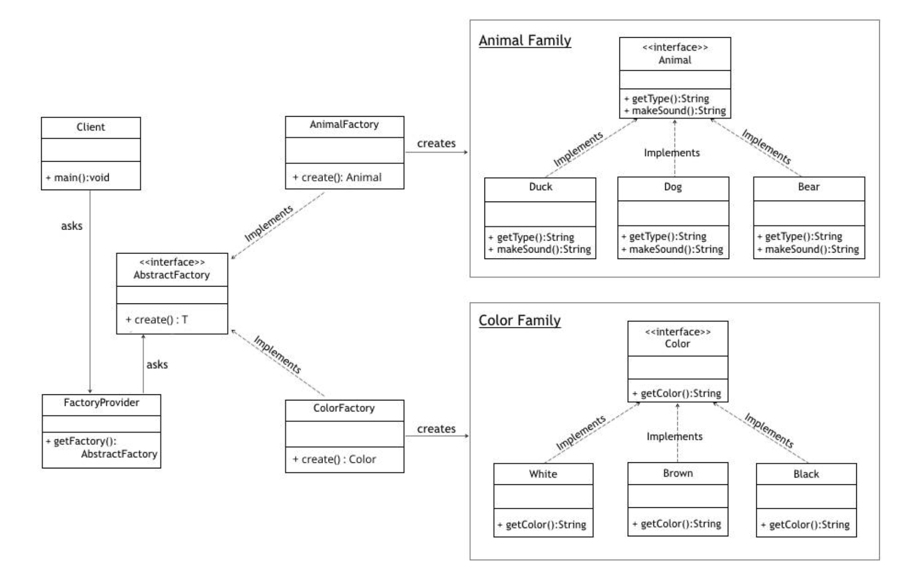 Client
+ main():void
asks
FactoryProvider
+ getFactory():
AbstractFactory
asks
<<interface>>
AbstractFactory
+ create() : T
AnimalFactory
+ create(): Animal
Implements
creates
ColorFactory
+ create() : Color
Implements
creates
Animal Family
<<interface>>
Animal
+ getType():String
+ makeSound():String
Implements
Implements
Implements
Duck
+ getType():String
+ makeSound():String
Dog
+ getType():String
+ makeSound():String
Bear
+ getType():String
+ makeSound():String
Color Family
<<interface>>
Color
+ getColor():String
Implements
Implements
Implements
White
+ getColor():String
Brown
+ getColor():String
Black
+ getColor():String